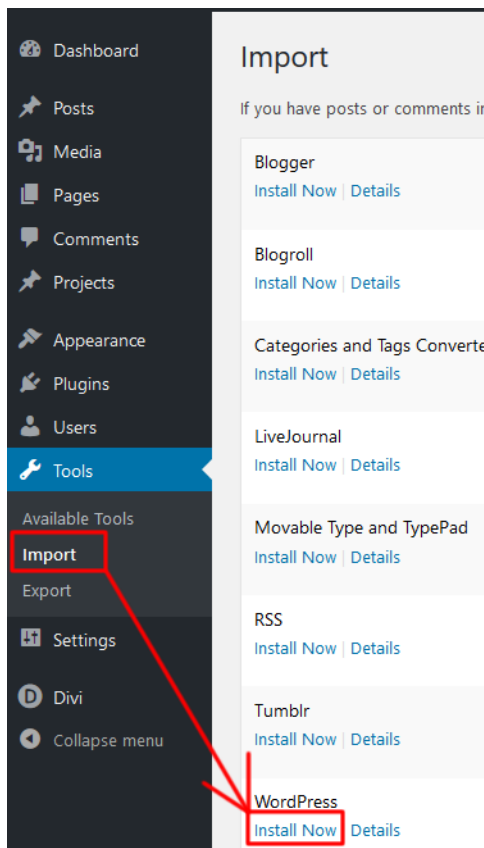 Dashboard
Posts
Media
Pages
Comments
Projects
Appearance
Plugins
Users
Tools
Available Tools
Import
Export
Settings
Divi
Collapse menu
Import
If you have posts or comments
Blogger
Install Now | Details
Blogroll
Install Now | Details
Categories and Tags Converte
Install Now | Details
LiveJournal
Install Now | Details
Movable Type and TypePad
Install Now | Details
RSS
Install Now | Details
Tumblr
Install Now | Details
WordPress
Install Now | Details